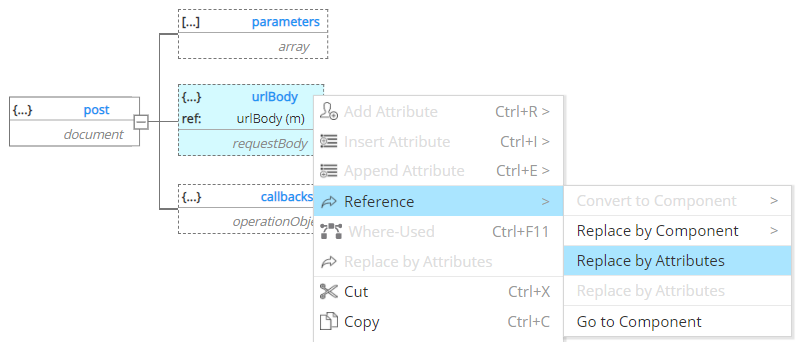 [...] parameters
array
{...} post
document
{...} urlBody
ref: urlBody (m)
requestBody
{...} callbacks
operationObje
Add Attribute Ctrl+R >
Insert Attribute Ctrl+I >
Append Attribute Ctrl+E >
Reference >
Where-Used Ctrl+F11
Replace by Attributes
Cut Ctrl+X
Copy Ctrl+C
Convert to Component >
Replace by Component >
Replace by Attributes
Replace by Attributes
Go to Component